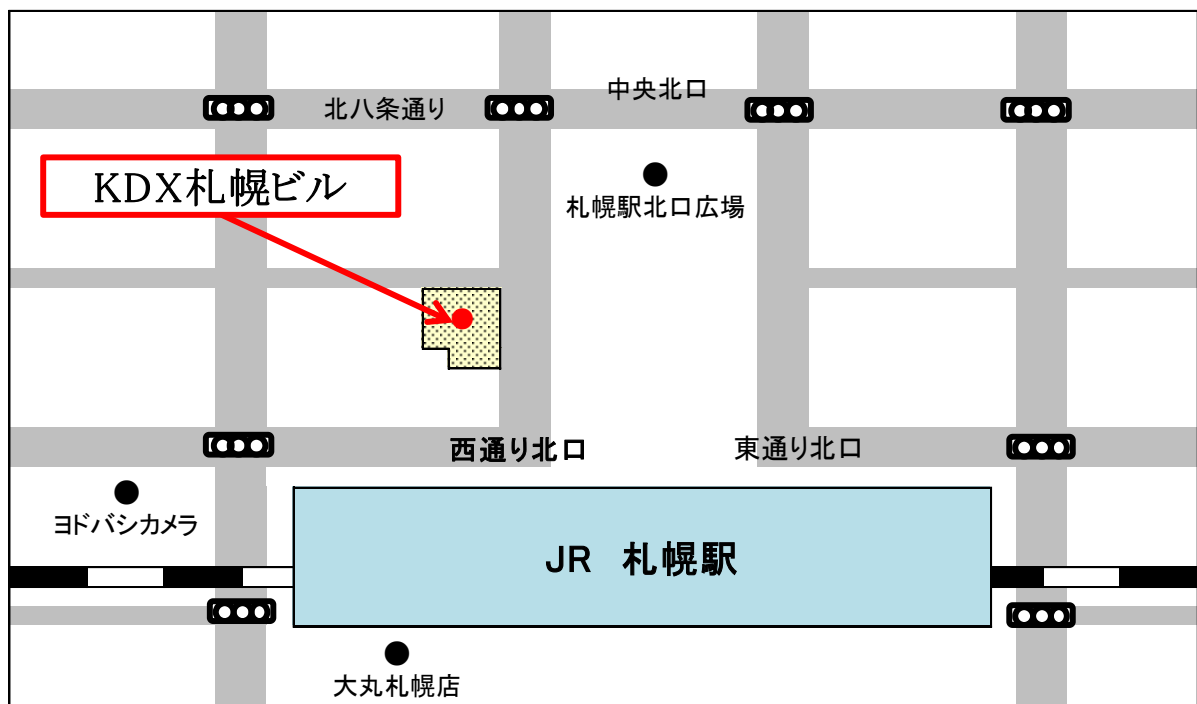 中央北口
北八条通り
KDX札幌ビル
札幌駅北口広場
西通り北口
東通り北口
ヨドバシカメラ
JR 札幌駅
大丸札幌店